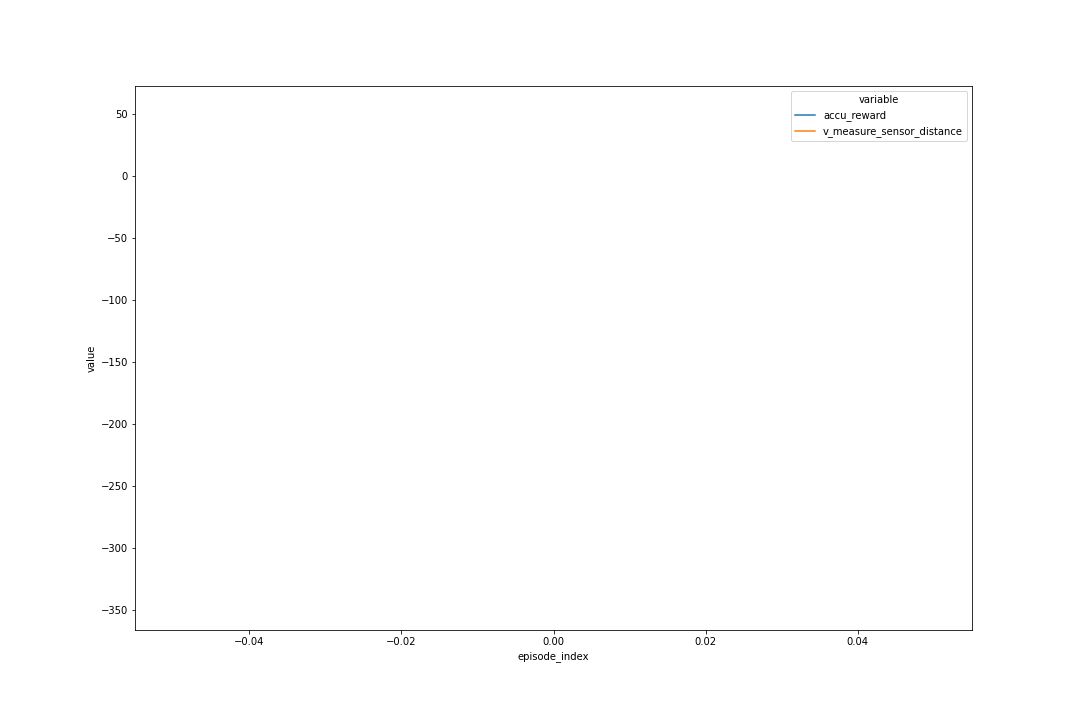 variable
accu_reward
v_measure_sensor_distance
50
0
−50
−100
−150
−200
−250
−300
−350
value
−0.04 −0.02 0.00 0.02 0.04
episode_index